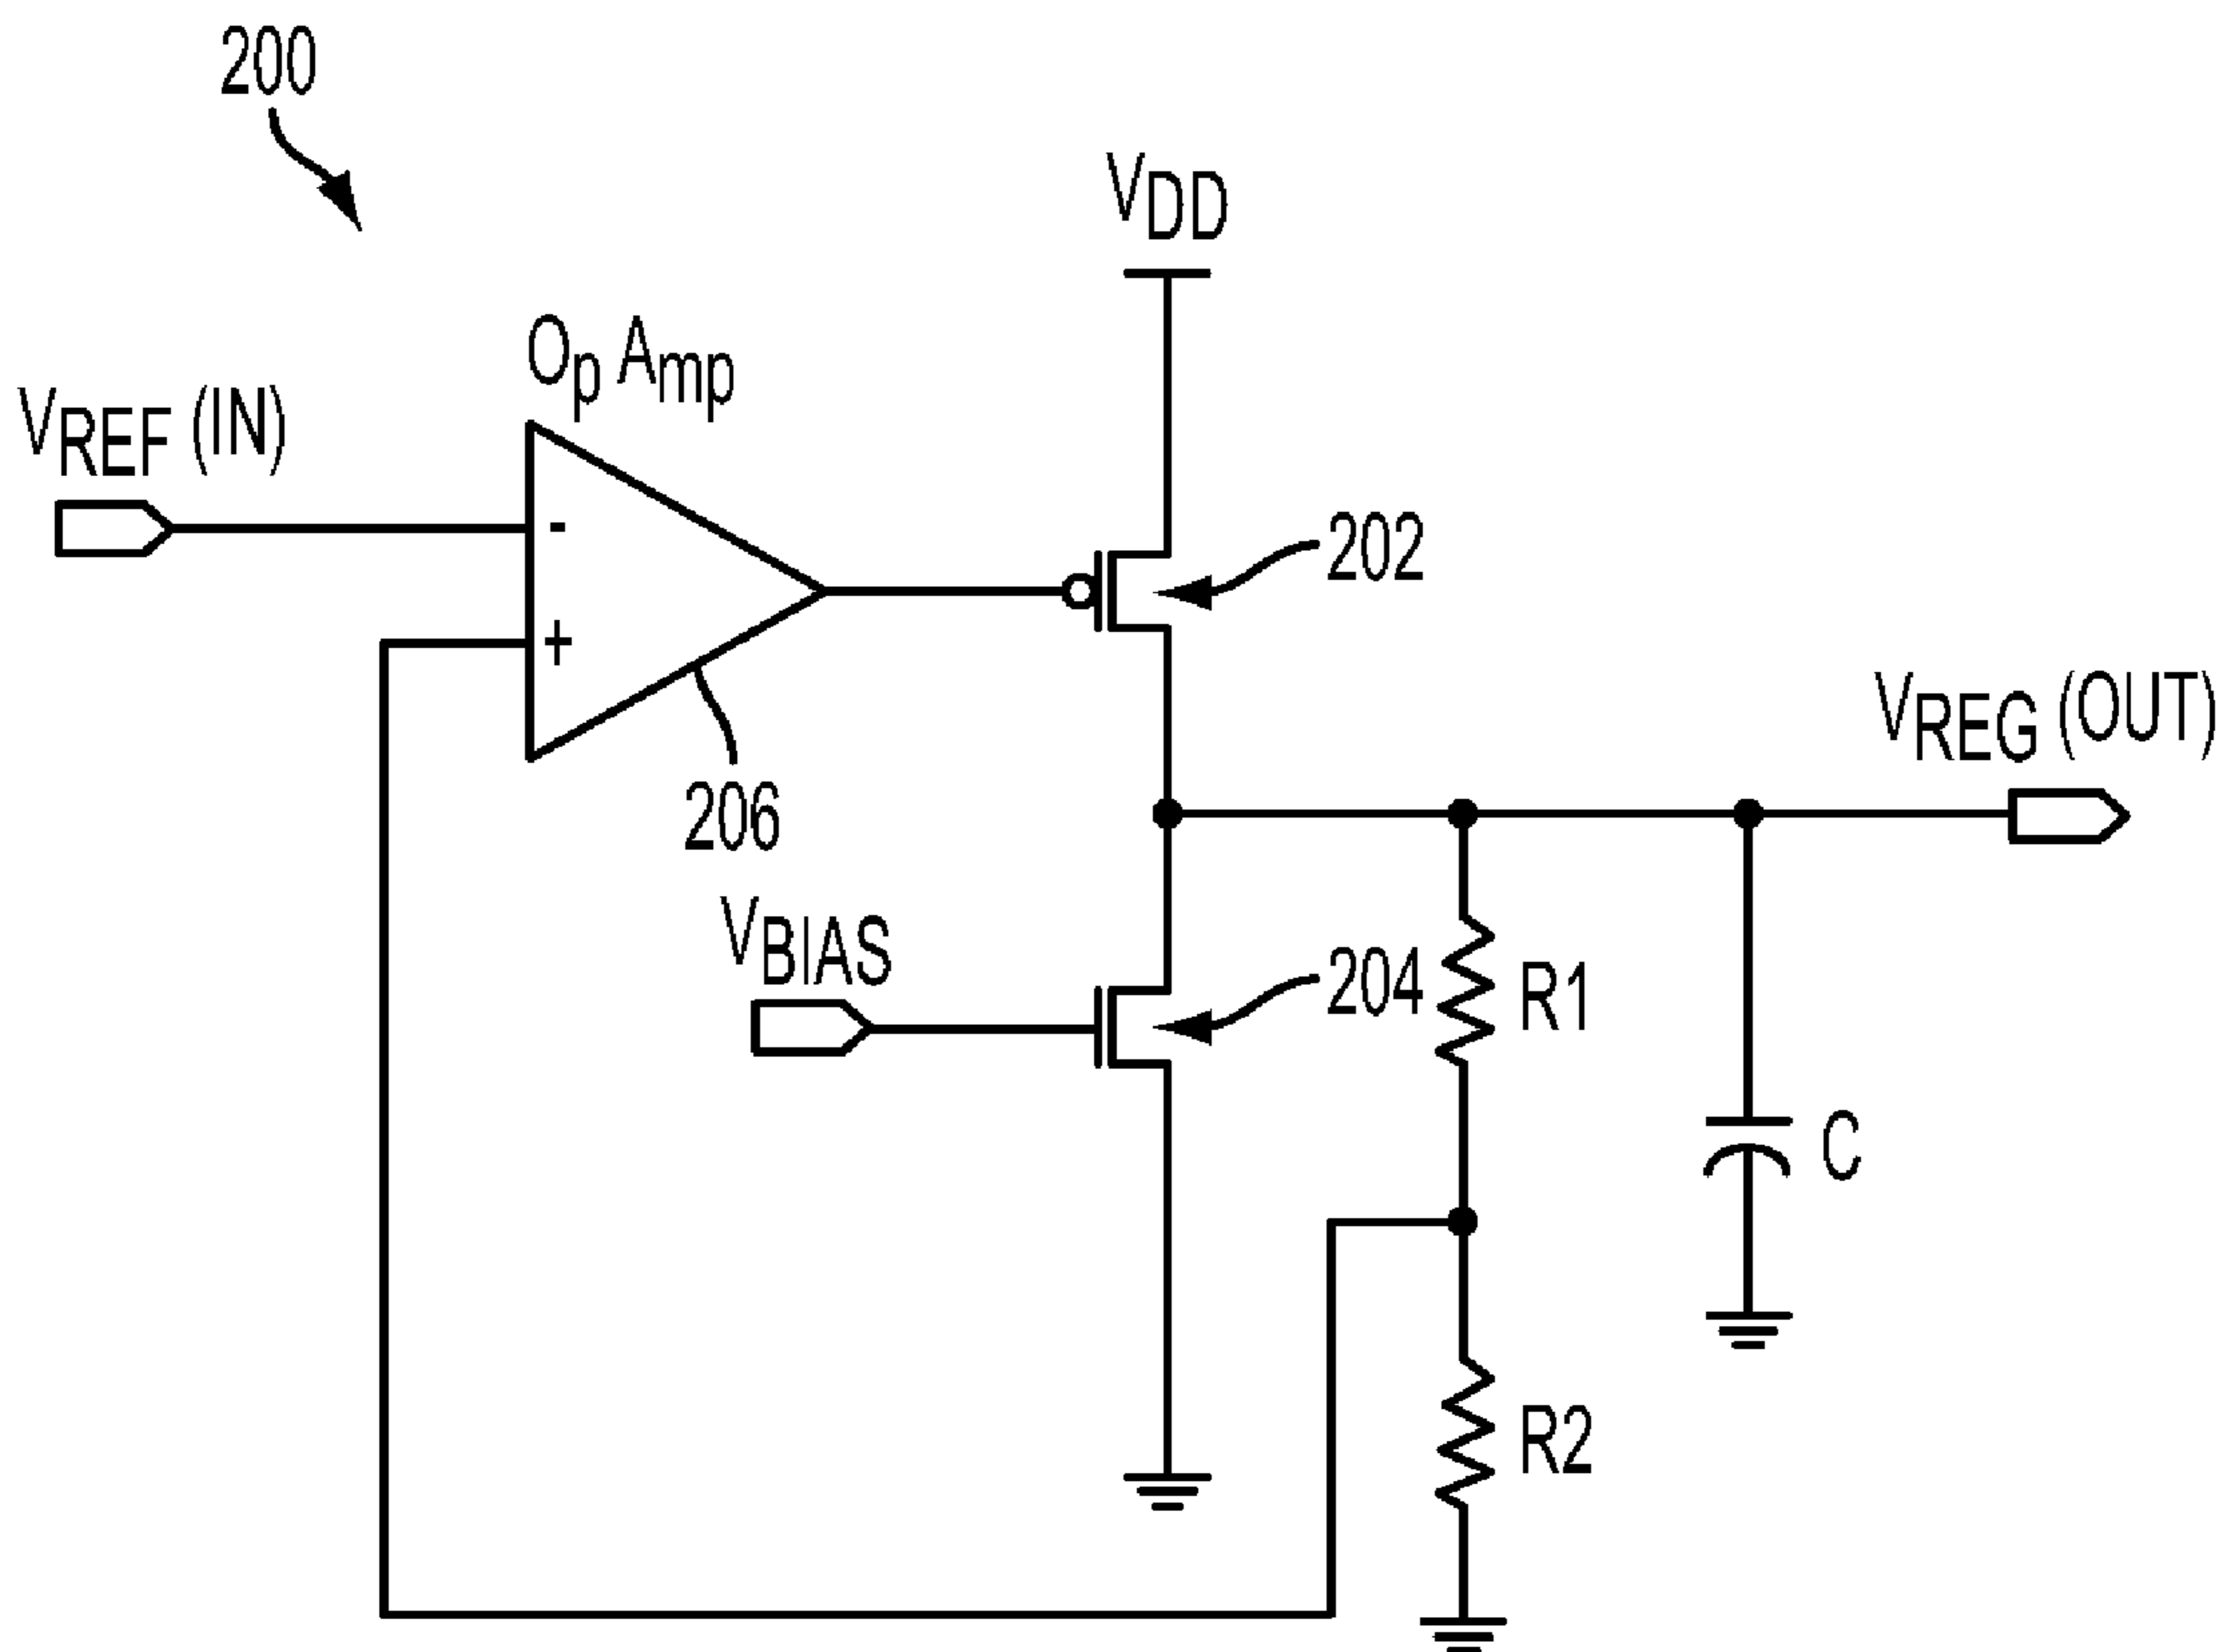 200
VDD
Op Amp
VREF (IN)
-
+
202
206
VREG (OUT)
VBIAS
204
R1
C
R2